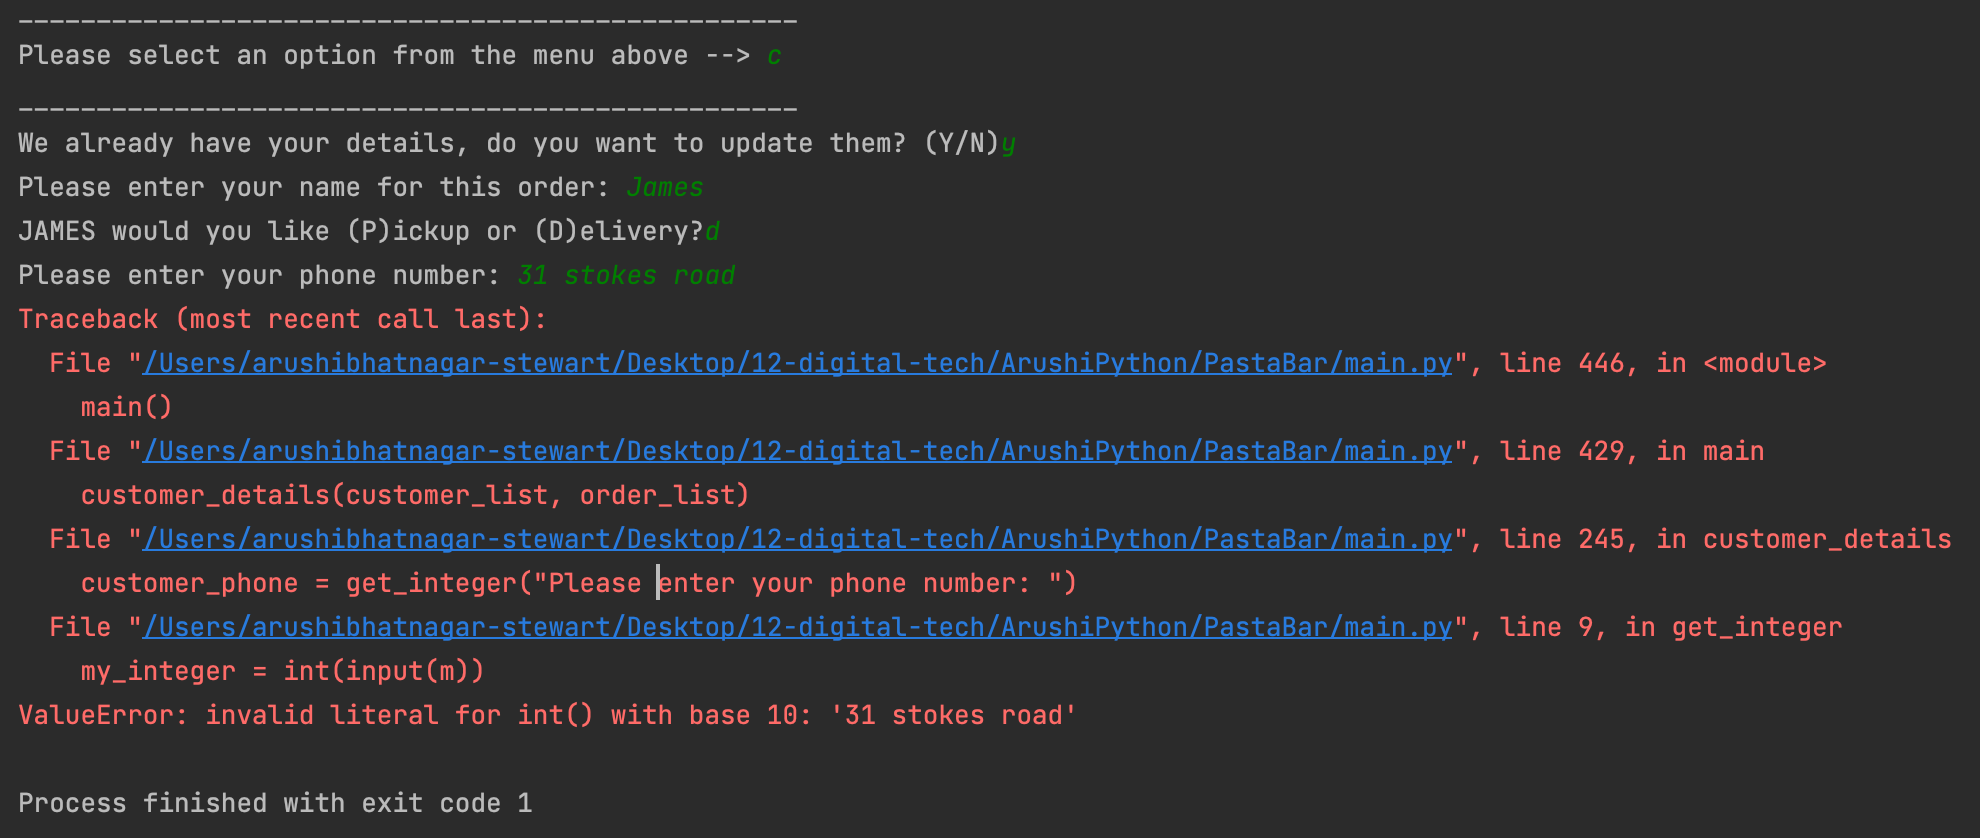 --------------------------------------------------
Please select an option from the menu above --> c
--------------------------------------------------
We already have your details, do you want to update them? (Y/N)y
Please enter your name for this order: James
JAMES would you like (P)ickup or (D)elivery?d
Please enter your phone number: 31 stokes road
Traceback (most recent call last):
  File "/Users/arushibhatnagar-stewart/Desktop/12-digital-tech/ArushiPython/PastaBar/main.py", line 446, in <module>
    main()
  File "/Users/arushibhatnagar-stewart/Desktop/12-digital-tech/ArushiPython/PastaBar/main.py", line 429, in main
    customer_details(customer_list, order_list)
  File "/Users/arushibhatnagar-stewart/Desktop/12-digital-tech/ArushiPython/PastaBar/main.py", line 245, in customer_details
    customer_phone = get_integer("Please enter your phone number: ")
  File "/Users/arushibhatnagar-stewart/Desktop/12-digital-tech/ArushiPython/PastaBar/main.py", line 9, in get_integer
    my_integer = int(input(m))
ValueError: invalid literal for int() with base 10: '31 stokes road'
Process finished with exit code 1